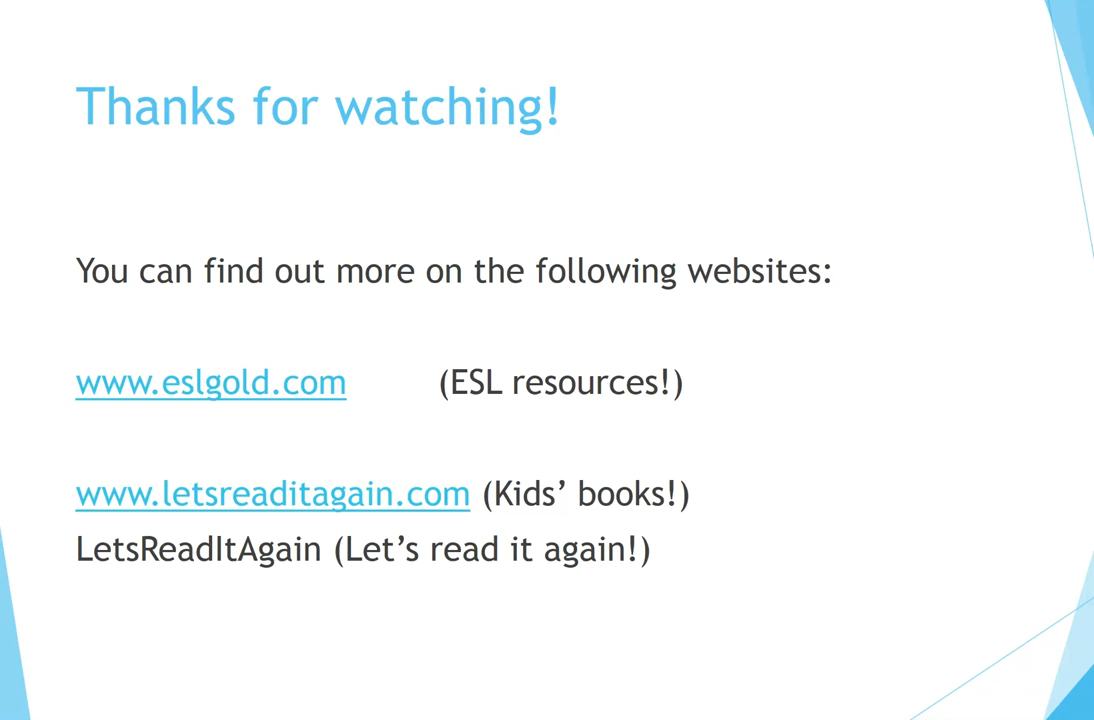 Thanks for watching!
You can find out more on the following websites:
www.eslgold.com (ESL resources!)
www.letsreaditagain.com (Kids’ books!)
LetsReadItAgain (Let’s read it again!)